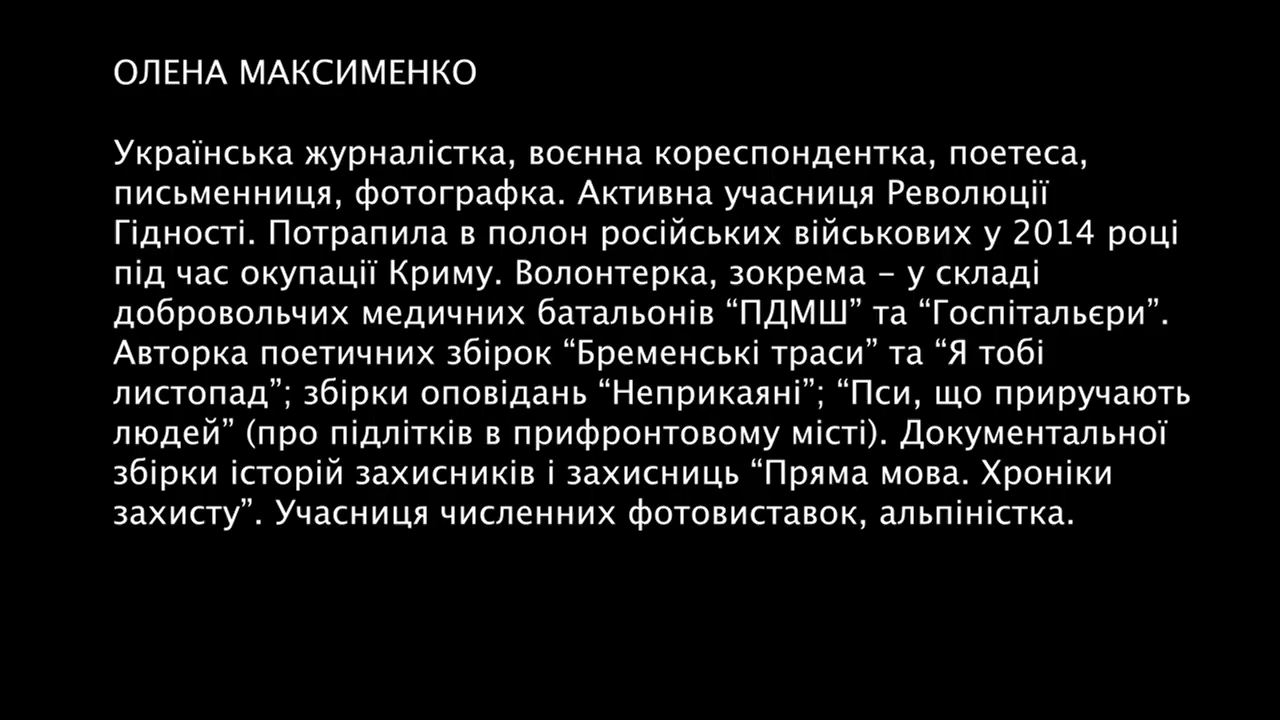 ОЛЕНА МАКСИМЕНКО
Українська журналістка, воєнна кореспондентка, поетеса,
письменниця, фотографка. Активна учасниця Революції
Гідності. Потрапила в полон російських військових у 2014 році
під час окупації Криму. Волонтерка, зокрема – у складі
добровольчих медичних батальонів “ПДМШ” та “Госпітальєри”.
Авторка поетичних збірок “Бременські траси” та “Я тобі
листопад”; збірки оповідань “Неприкаяні”; “Пси, що приручають
людей” (про підлітків в прифронтовому місті). Документальної
збірки історій захисників і захисниць “Пряма мова. Хроніки
захисту”. Учасниця численних фотовиставок, альпіністка.